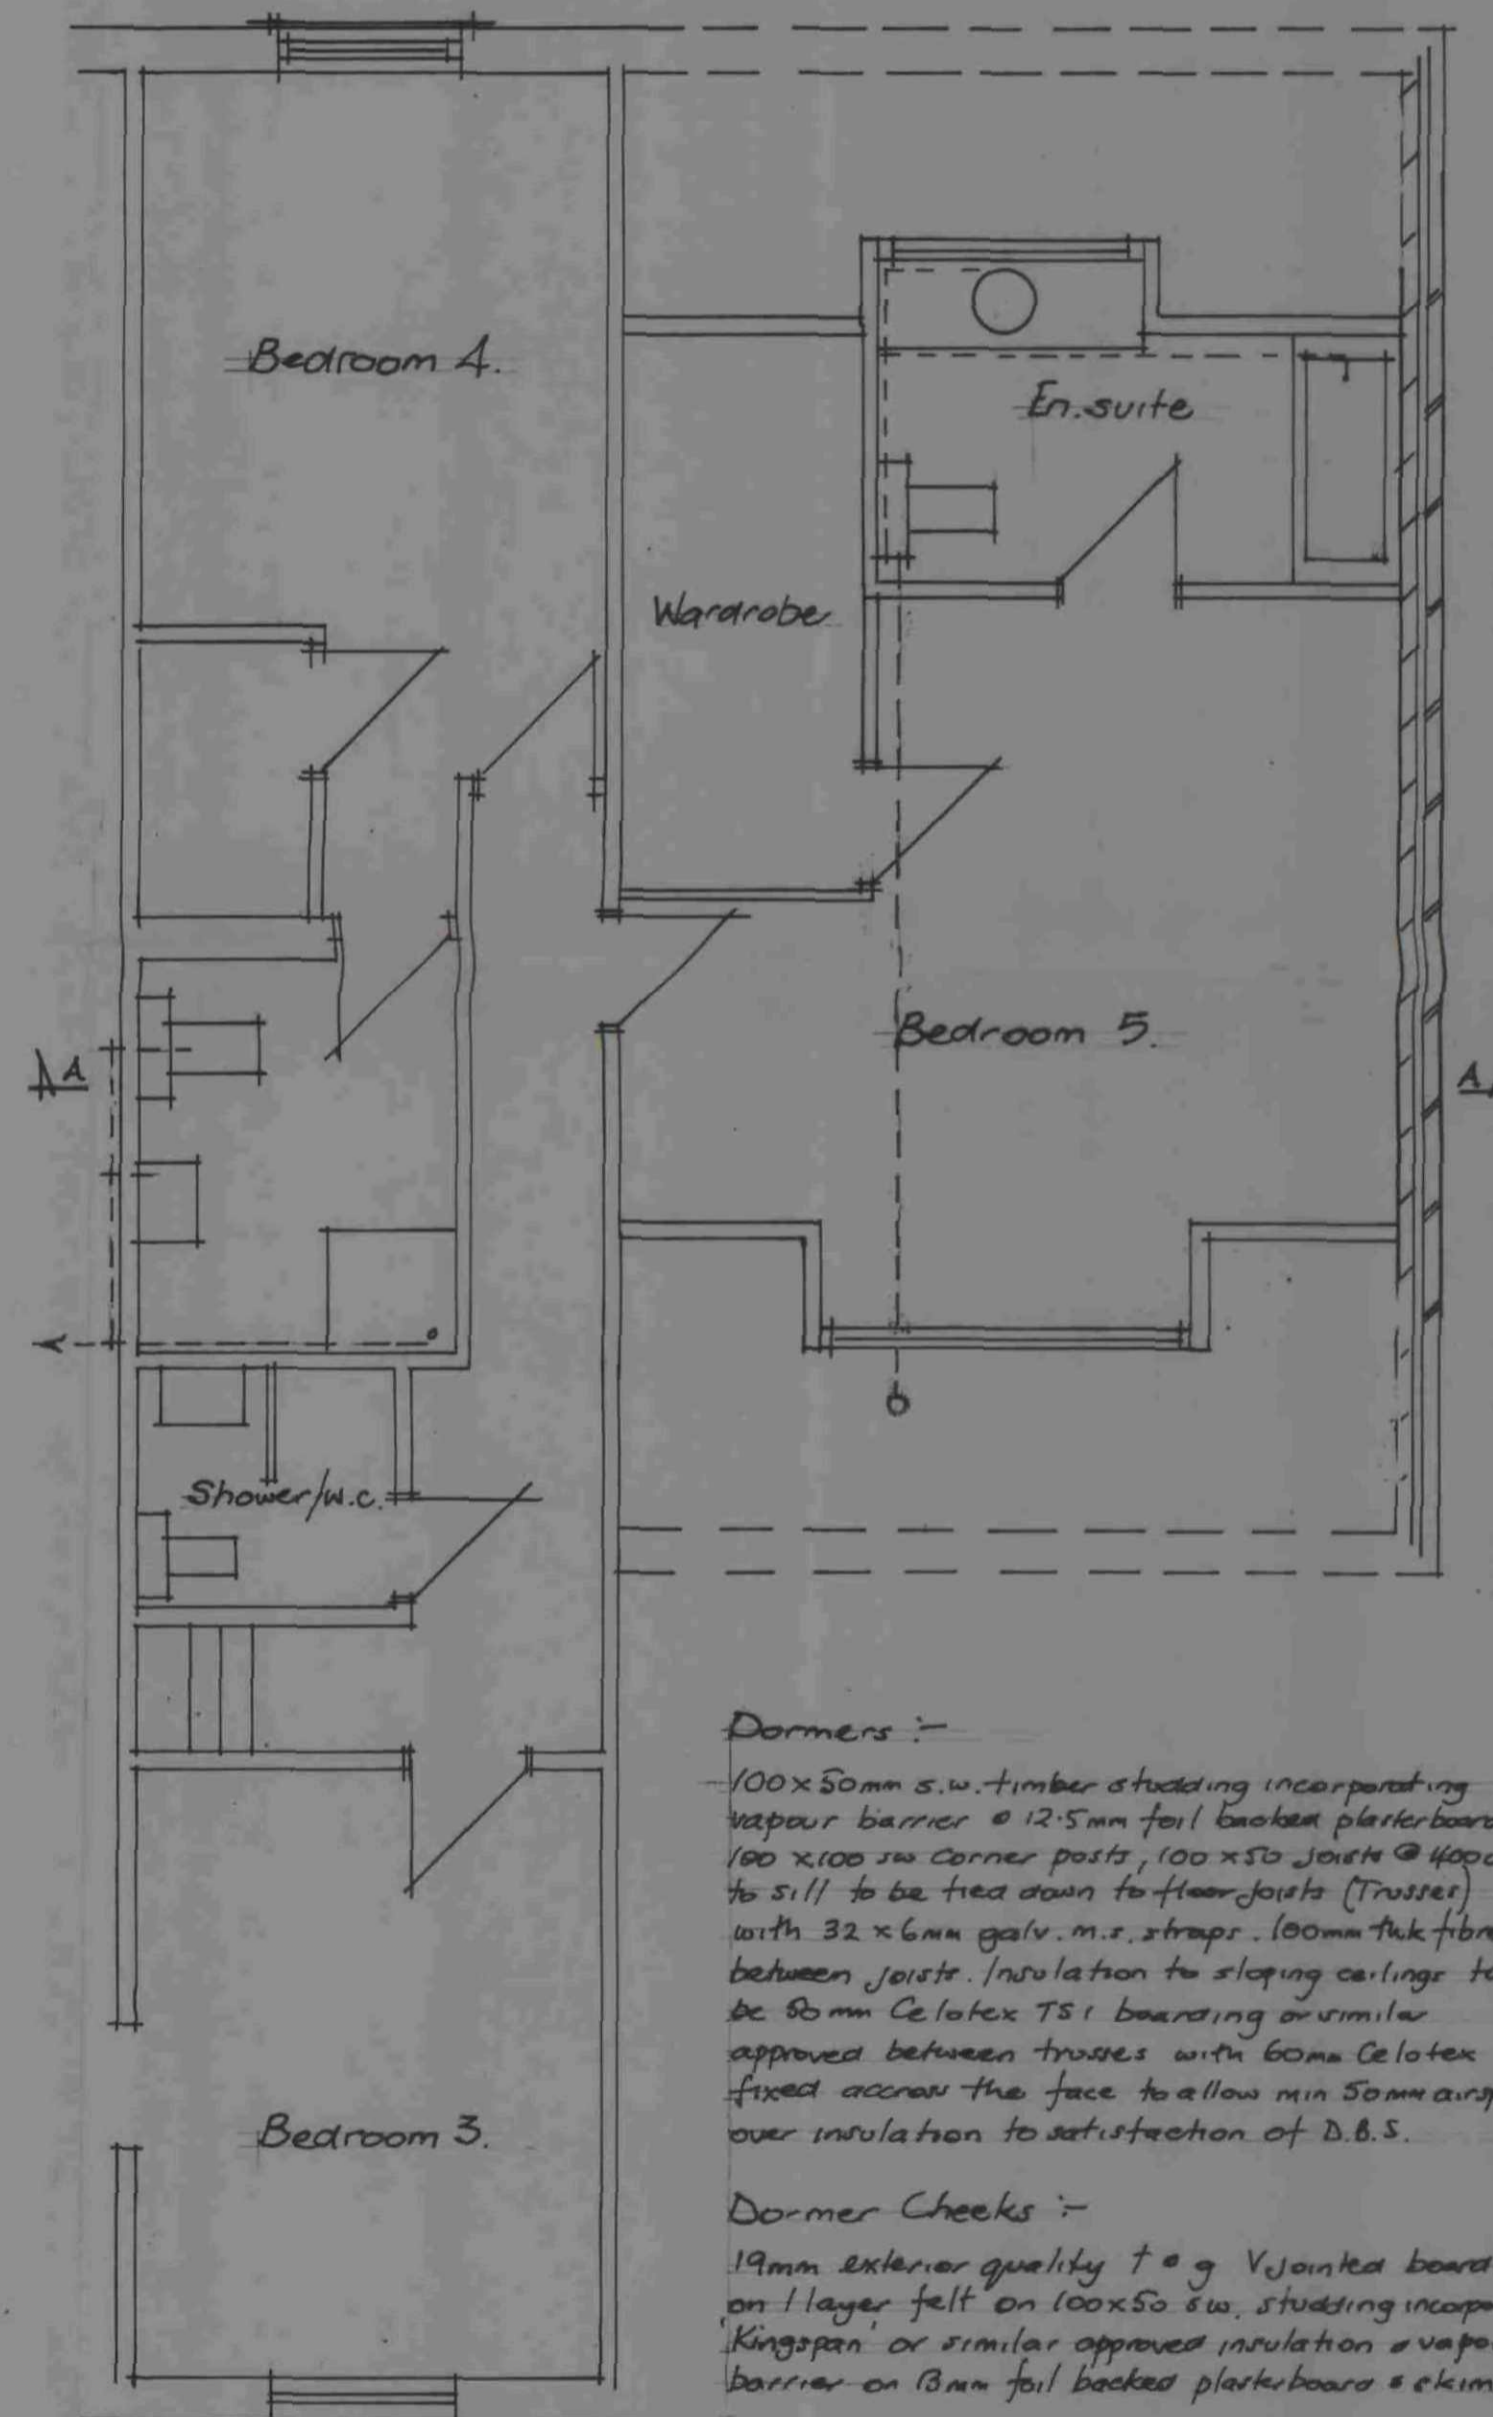 Bedroom 4.
En.suite
Wardrobe
Bedroom 5.
A
A
Shower/w.c.
Bedroom 3.
Dormers :-
100x50mm s.w. timber studding incorporating
vapour barrier & 12.5mm foil backed plasterboard
100 x 100 sw corner posts, 100 x 50 joists @ 400
to sill to be tied down to floor joists (Trusses)
with 32 x 6mm galv. m.s. straps. 100mm thk fibre
between joists. Insulation to sloping ceilings to
be 50mm Celotex TS1 boarding or similar
approved between trusses with 60mm Celotex
fixed accross the face to allow min 50mm airsp
over insulation to satisfaction of D.B.S.
Dormer Cheeks :-
19mm exterior quality t & g V Jointed board
on 1 layer felt on 100x50 sw. studding incorpo
'Kingspan' or similar approved insulation & vapo
barrier on 13mm foil backed plasterboard & skim